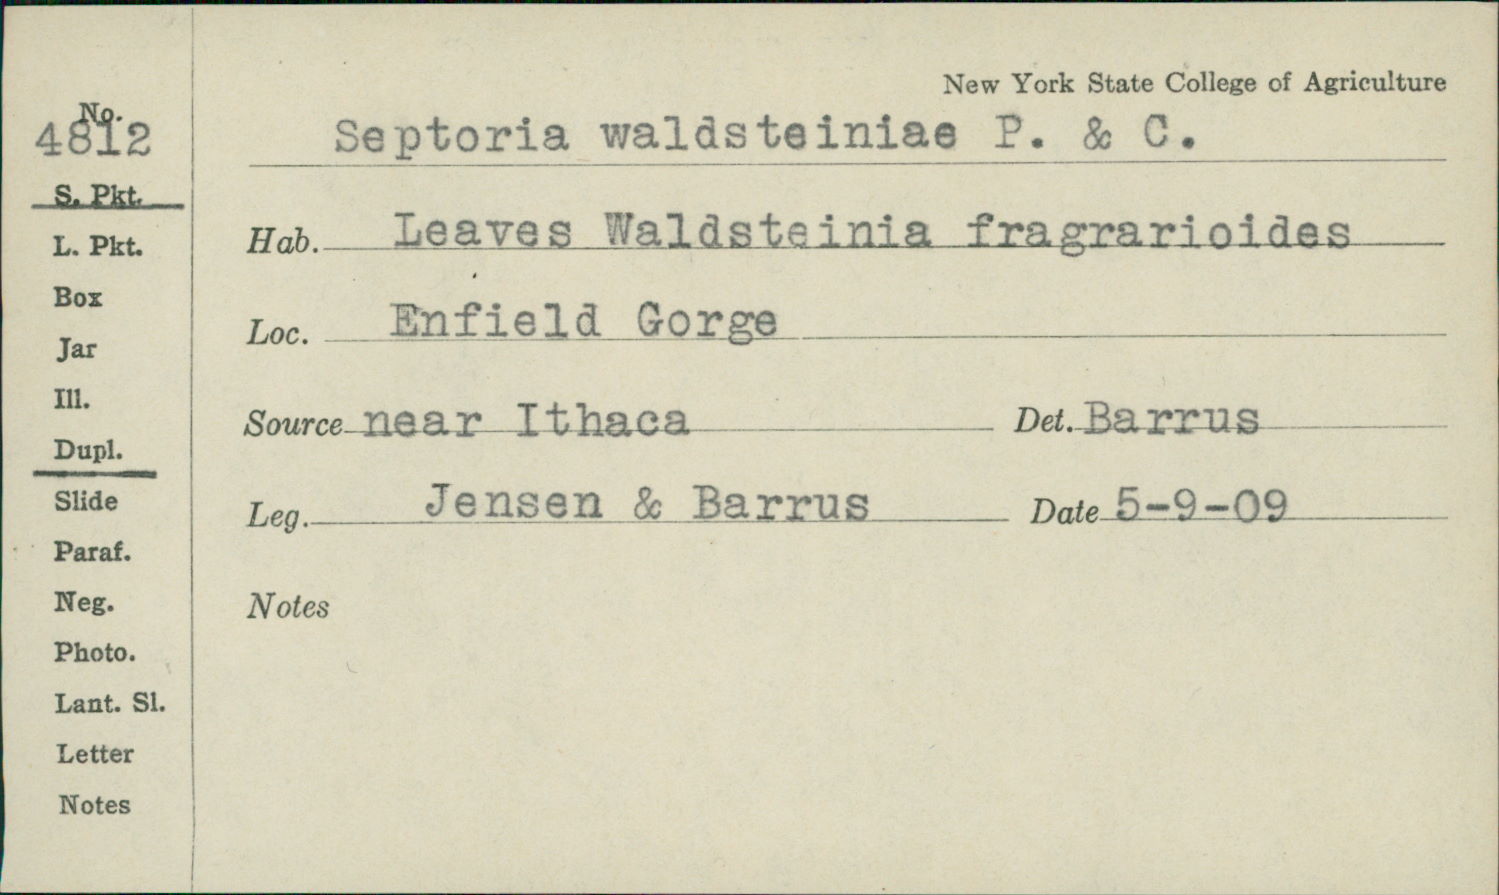 New York State College of Agriculture
No.
4812
Septoria waldsteiniae P. & C.
S. Pkt.
L. Pkt.
Box
Jar
Ill.
Dupl.
Slide
Paraf.
Neg.
Photo.
Lant. Sl.
Letter
Notes
Hab. Leaves Waldsteinia fragrarioides
Loc. Enfield Gorge
Source near Ithaca Det. Barrus
Leg. Jensen & Barrus Date 5-9-09
Notes